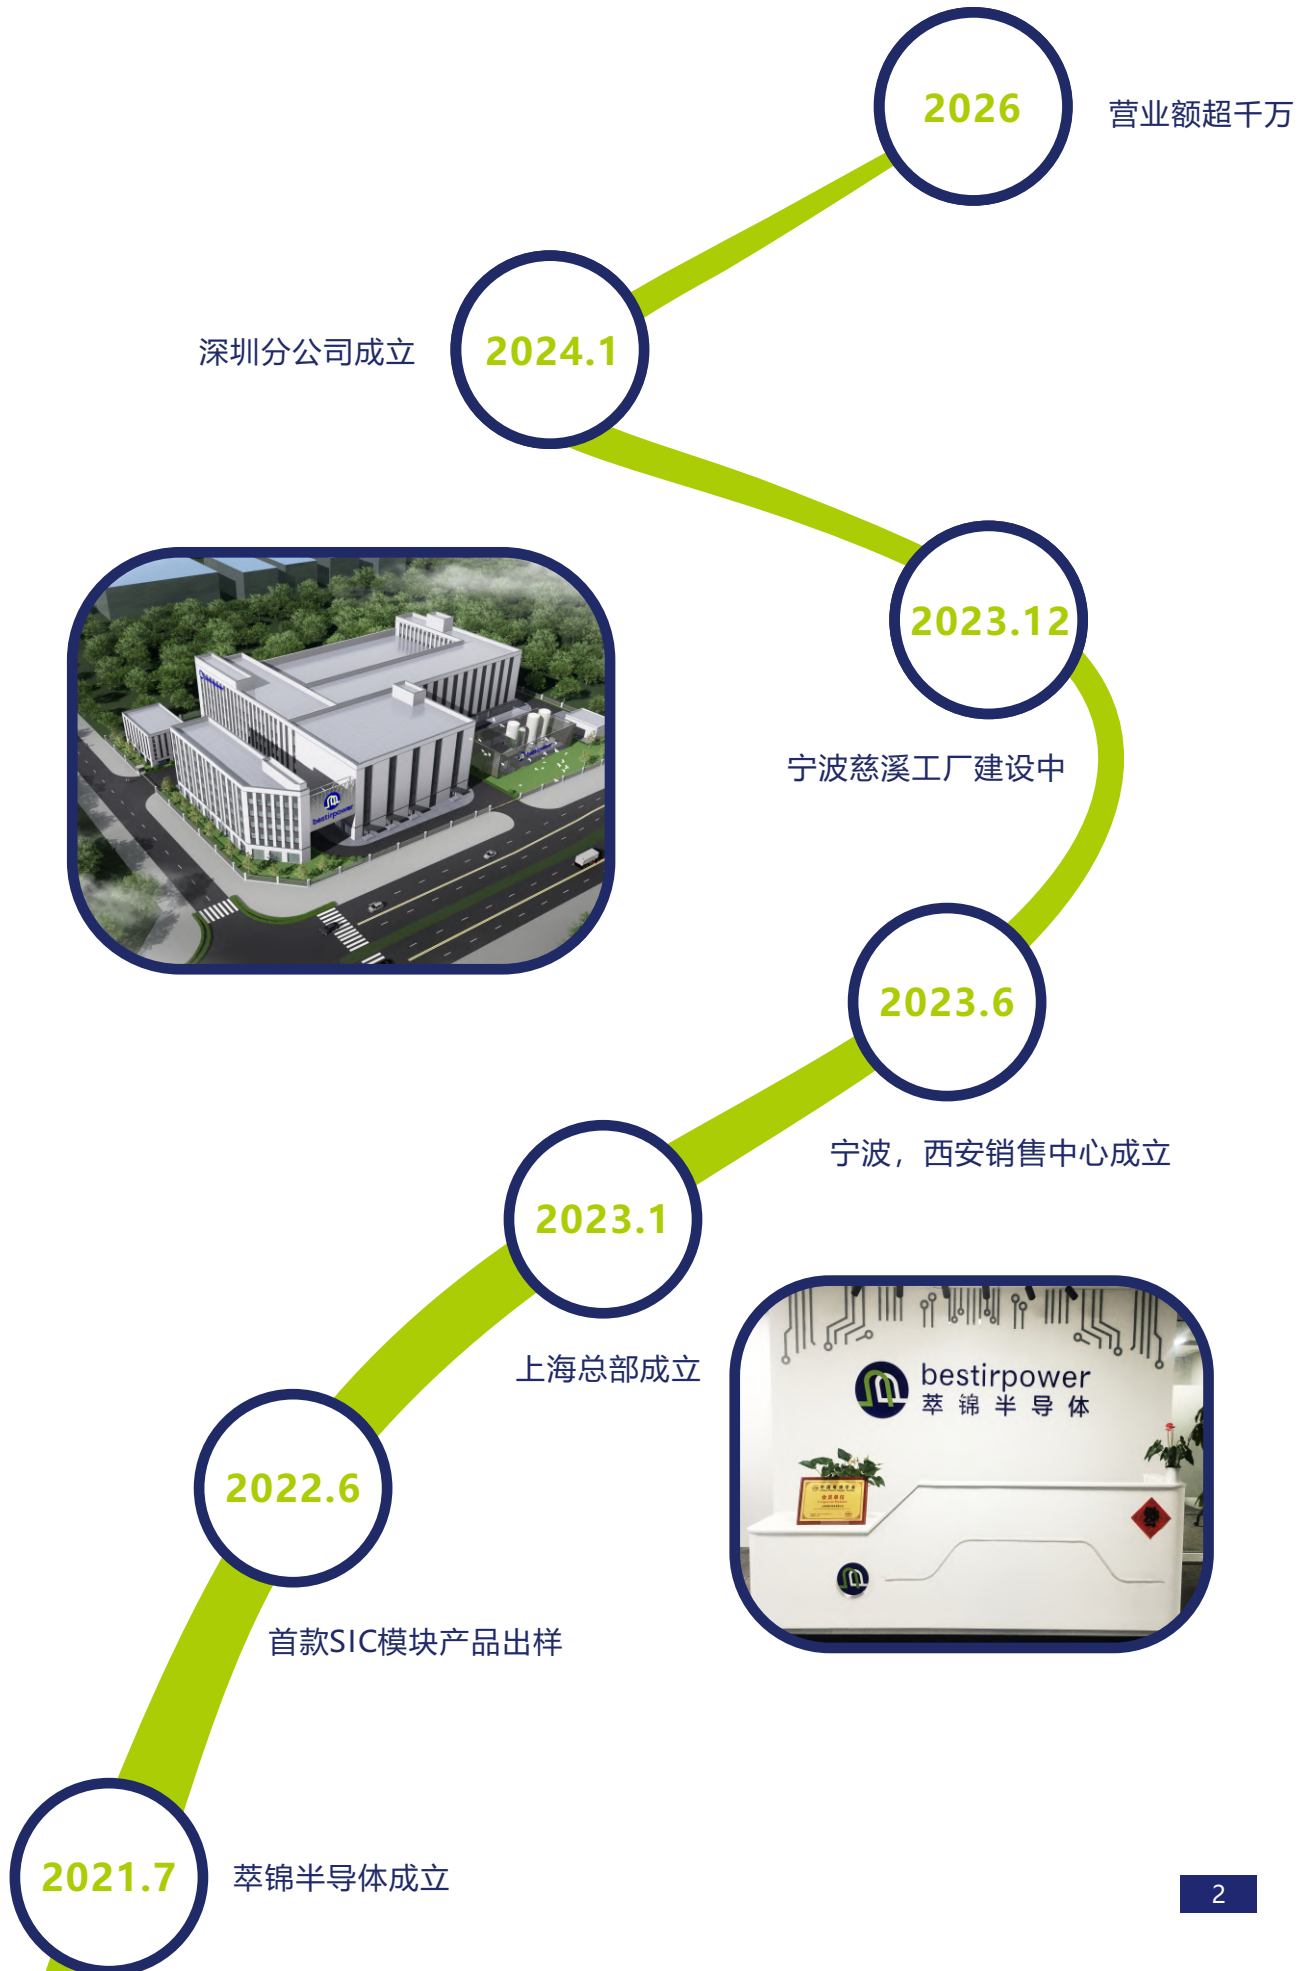 2026
营业额超千万
深圳分公司成立
2024.1
2023.12
宁波慈溪工厂建设中
bestirpower
2023.6
宁波，西安销售中心成立
2023.1
上海总部成立
bestirpower
萃锦半导体
2022.6
首款SIC模块产品出样
2021.7
萃锦半导体成立
2